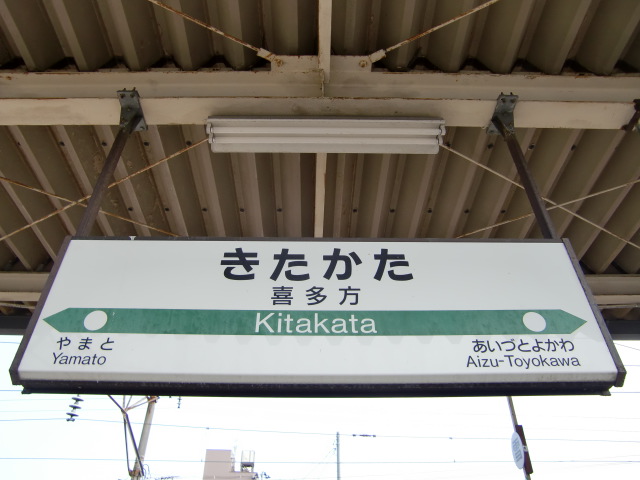 きたかた
喜多方
Kitakata
やまと
Yamato
あいづとよかわ
Aizu-Toyokawa